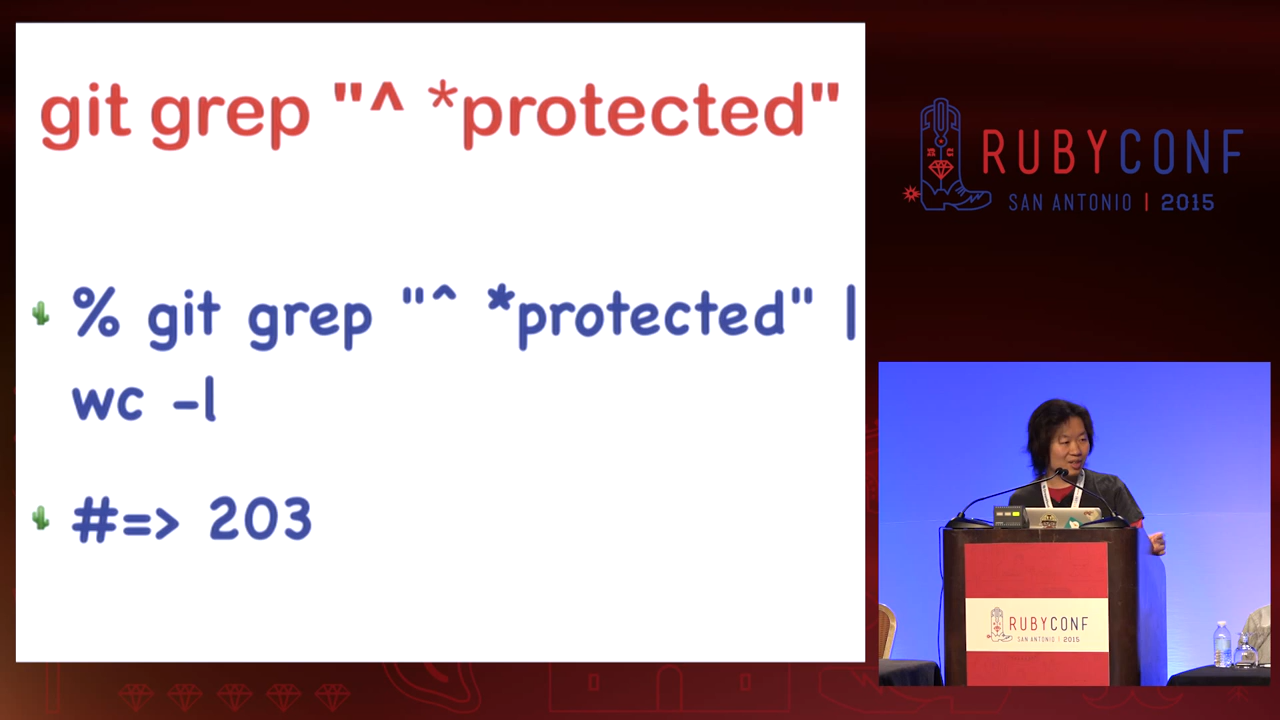 git grep "^ *protected"
% git grep "^ *protected" |
wc -l
#=> 203
RUBYCONF
SAN ANTONIO | 2015
RUBYCONF
SAN ANTONIO | 2015